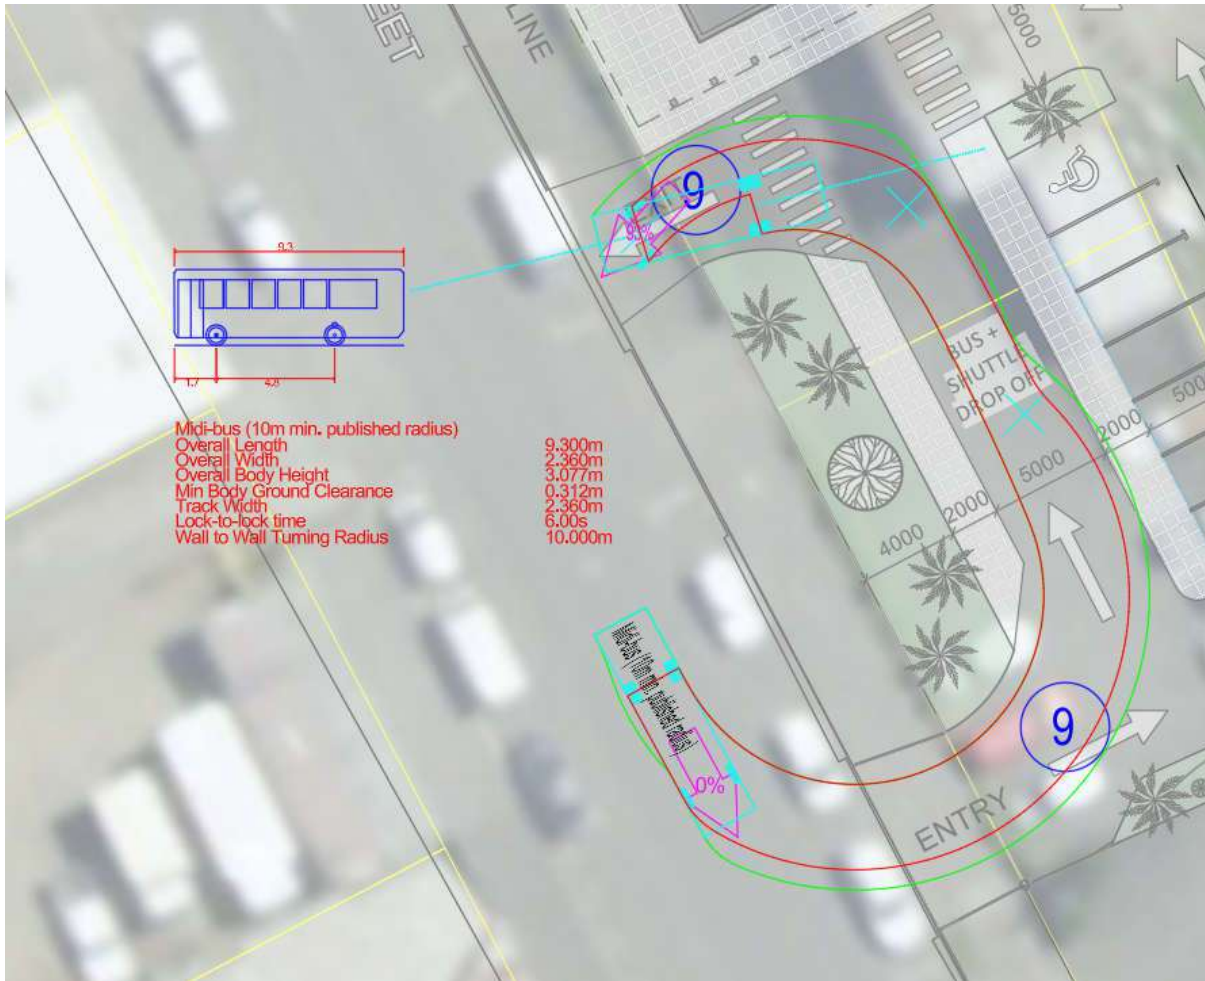 EET
LINE
5000
9
93%
9.3
1.7
4.8
BUS +
SHUTTLE
DROP OFF
500
2000
5000
2000
4000
Midi-bus (10m min. published radius)
Overall Length 9.300m
Overall Width 2.360m
Overall Body Height 3.077m
Min Body Ground Clearance 0.312m
Track Width 2.360m
Lock-to-lock time 6.00s
Wall to Wall Turning Radius 10.000m
9
0%
ENTRY